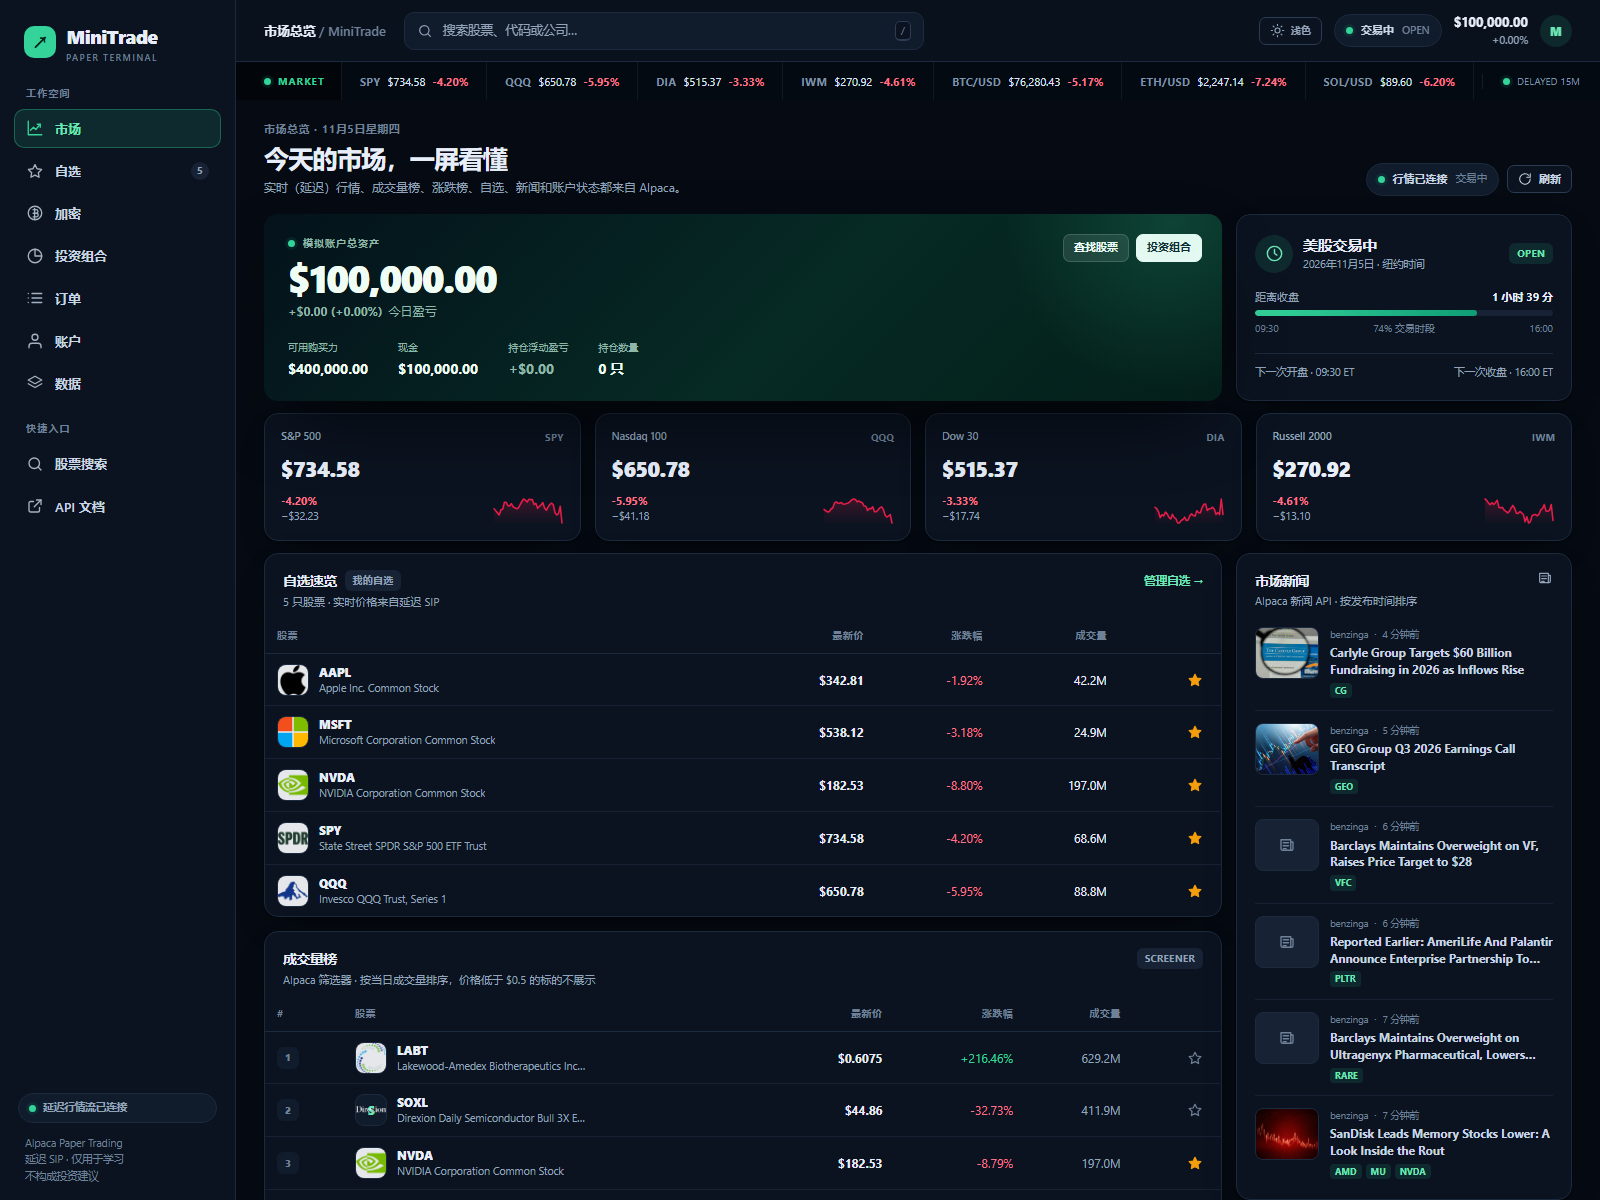 MiniTrade
PAPER TERMINAL
工作空间
市场
自选 5
加密
投资组合
订单
账户
数据
快捷入口
股票搜索
API 文档
延迟行情流已连接
Alpaca Paper Trading
延迟 SIP · 仅用于学习
不构成投资建议
市场总览 / MiniTrade
搜索股票、代码或公司... /
浅色
交易中 OPEN
$100,000.00
+0.00%
M
MARKET
SPY $734.58 -4.20%
QQQ $650.78 -5.95%
DIA $515.37 -3.33%
IWM $270.92 -4.61%
BTC/USD $76,280.43 -5.17%
ETH/USD $2,247.14 -7.24%
SOL/USD $89.60 -6.20%
DELAYED 15M
市场总览 · 11月5日星期四
今天的市场，一屏看懂
实时（延迟）行情、成交量榜、涨跌榜、自选、新闻和账户状态都来自 Alpaca。
行情已连接 交易中
刷新
模拟账户总资产
$100,000.00
+$0.00 (+0.00%) 今日盈亏
查找股票
投资组合
可用购买力
$400,000.00
现金
$100,000.00
持仓浮动盈亏
+$0.00
持仓数量
0 只
美股交易中
2026年11月5日 · 纽约时间
OPEN
距离收盘 1 小时 39 分
09:30 74% 交易时段 16:00
下一次开盘 · 09:30 ET 下一次收盘 · 16:00 ET
S&P 500 SPY
$734.58
-4.20%
−$32.23
Nasdaq 100 QQQ
$650.78
-5.95%
−$41.18
Dow 30 DIA
$515.37
-3.33%
−$17.74
Russell 2000 IWM
$270.92
-4.61%
−$13.10
自选速览 我的自选
5 只股票 · 实时价格来自延迟 SIP
管理自选 →
股票 最新价 涨跌幅 成交量
AAPL
Apple Inc. Common Stock
$342.81 -1.92% 42.2M
MSFT
Microsoft Corporation Common Stock
$538.12 -3.18% 24.9M
NVDA
NVIDIA Corporation Common Stock
$182.53 -8.80% 197.0M
SPDR
SPY
State Street SPDR S&P 500 ETF Trust
$734.58 -4.20% 68.6M
QQQ
Invesco QQQ Trust, Series 1
$650.78 -5.95% 88.8M
成交量榜
Alpaca 筛选器 · 按当日成交量排序，价格低于 $0.5 的标的不展示
SCREENER
# 股票 最新价 涨跌幅 成交量
1
LABT
Lakewood-Amedex Biotherapeutics Inc...
$0.6075 +216.46% 629.2M
2
Direxion
SOXL
Direxion Daily Semiconductor Bull 3X E...
$44.86 -32.73% 411.9M
3
NVDA
NVIDIA Corporation Common Stock
$182.53 -8.79% 197.0M
市场新闻
Alpaca 新闻 API · 按发布时间排序
benzinga · 4 分钟前
Carlyle Group Targets $60 Billion
Fundraising in 2026 as Inflows Rise
CG
benzinga · 5 分钟前
GEO Group Q3 2026 Earnings Call
Transcript
GEO
benzinga · 6 分钟前
Barclays Maintains Overweight on VF,
Raises Price Target to $28
VFC
benzinga · 6 分钟前
Reported Earlier: AmeriLife And Palantir
Announce Enterprise Partnership To...
PLTR
benzinga · 7 分钟前
Barclays Maintains Overweight on
Ultragenyx Pharmaceutical, Lowers...
RARE
benzinga · 7 分钟前
SanDisk Leads Memory Stocks Lower: A
Look Inside the Rout
AMD MU NVDA